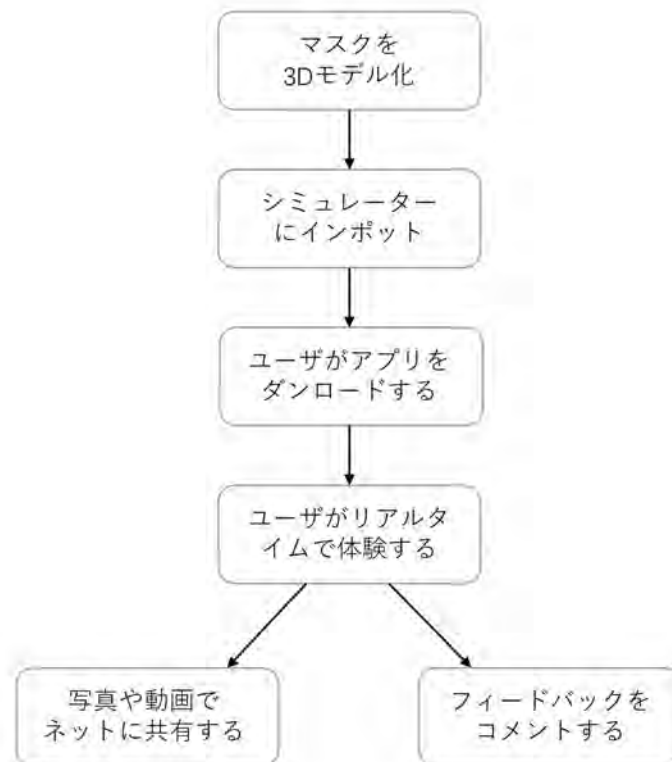 マスクを
3Dモデル化
シミュレーター
にインポット
ユーザがアプリを
ダンロードする
ユーザがリアルタ
イムで体験する
写真や動画で
ネットに共有する
フィードバックを
コメントする